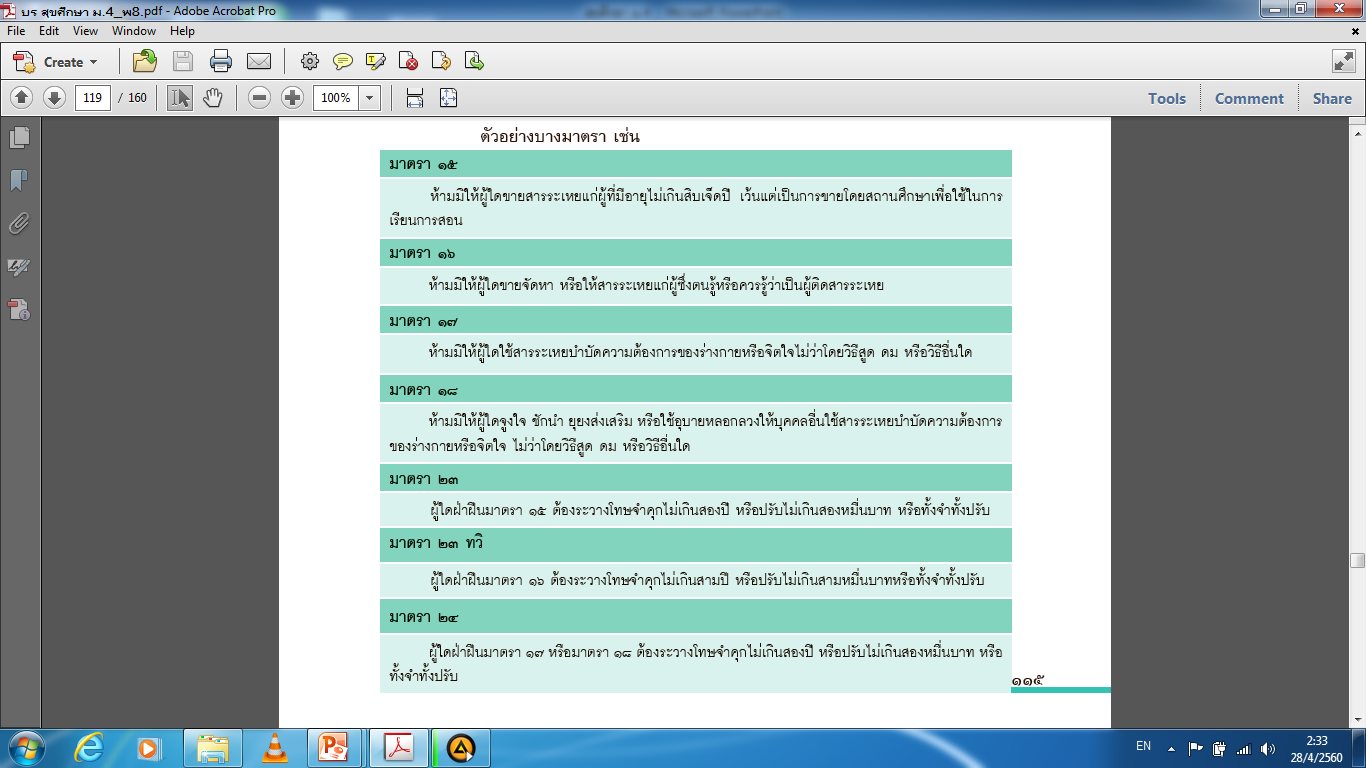 บร สุขศึกษา ม.4_พ8.pdf - Adobe Acrobat Pro
File Edit View Window Help
Create
119 / 160 100% Tools Comment Share
ตัวอย่างบางมาตรา เช่น
มาตรา ๑๕
ห้ามมิให้ผู้ใดขายสารระเหยแก่ผู้ที่มีอายุไม่เกินสิบเจ็ดปี เว้นแต่เป็นการขายโดยสถานศึกษาเพื่อใช้ในการ
เรียนการสอน
มาตรา ๑๖
ห้ามมิให้ผู้ใดขายจัดหา หรือให้สารระเหยแก่ผู้ซึ่งตนรู้หรือควรรู้ว่าเป็นผู้ติดสารระเหย
มาตรา ๑๗
ห้ามมิให้ผู้ใดใช้สารระเหยบำบัดความต้องการของร่างกายหรือจิตใจไม่ว่าโดยวิธีสูด ดม หรือวิธีอื่นใด
มาตรา ๑๘
ห้ามมิให้ผู้ใดจูงใจ ชักนำ ยุยงส่งเสริม หรือใช้อุบายหลอกลวงให้บุคคลอื่นใช้สารระเหยบำบัดความต้องการ
ของร่างกายหรือจิตใจ ไม่ว่าโดยวิธีสูด ดม หรือวิธีอื่นใด
มาตรา ๒๓
ผู้ใดฝ่าฝืนมาตรา ๑๕ ต้องระวางโทษจำคุกไม่เกินสองปี หรือปรับไม่เกินสองหมื่นบาท หรือทั้งจำทั้งปรับ
มาตรา ๒๓ ทวิ
ผู้ใดฝ่าฝืนมาตรา ๑๖ ต้องระวางโทษจำคุกไม่เกินสามปี หรือปรับไม่เกินสามหมื่นบาทหรือทั้งจำทั้งปรับ
มาตรา ๒๔
ผู้ใดฝ่าฝืนมาตรา ๑๗ หรือมาตรา ๑๘ ต้องระวางโทษจำคุกไม่เกินสองปี หรือปรับไม่เกินสองหมื่นบาท หรือ
ทั้งจำทั้งปรับ
๑๑๕
EN 2:33
28/4/2560